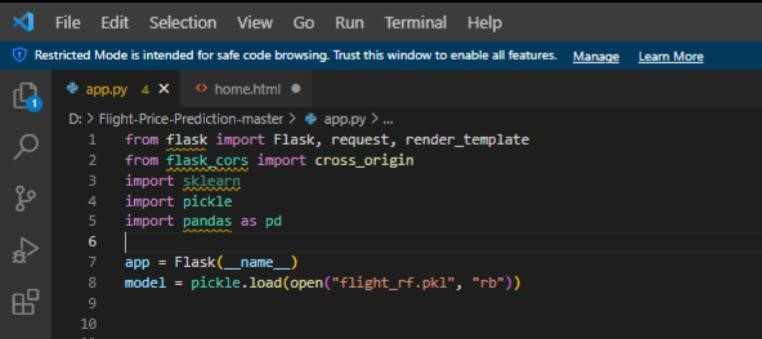 File Edit Selection View Go Run Terminal Help
Restricted Mode is intended for safe code browsing. Trust this window to enable all features. Manage Learn More
app.py 4 home.html
D: > Flight-Price-Prediction-master > app.py > ...
1
1 from flask import Flask, request, render_template
2 from flask_cors import cross_origin
3 import sklearn
4 import pickle
5 import pandas as pd
6
7 app = Flask(__name__)
8 model = pickle.load(open("flight_rf.pkl", "rb"))
9
10